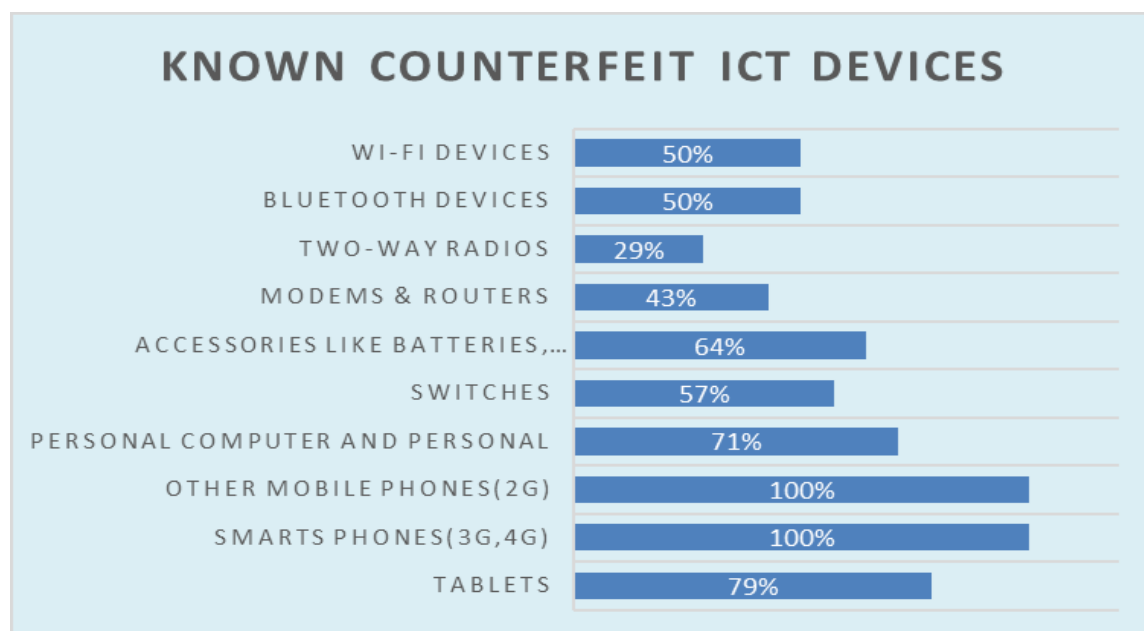 KNOWN COUNTERFEIT ICT DEVICES
WI-FI DEVICES 50%
BLUETOOTH DEVICES 50%
TWO-WAY RADIOS 29%
MODEMS & ROUTERS 43%
ACCESSORIES LIKE BATTERIES,... 64%
SWITCHES 57%
PERSONAL COMPUTER AND PERSONAL 71%
OTHER MOBILE PHONES(2G) 100%
SMARTS PHONES(3G,4G) 100%
TABLETS 79%